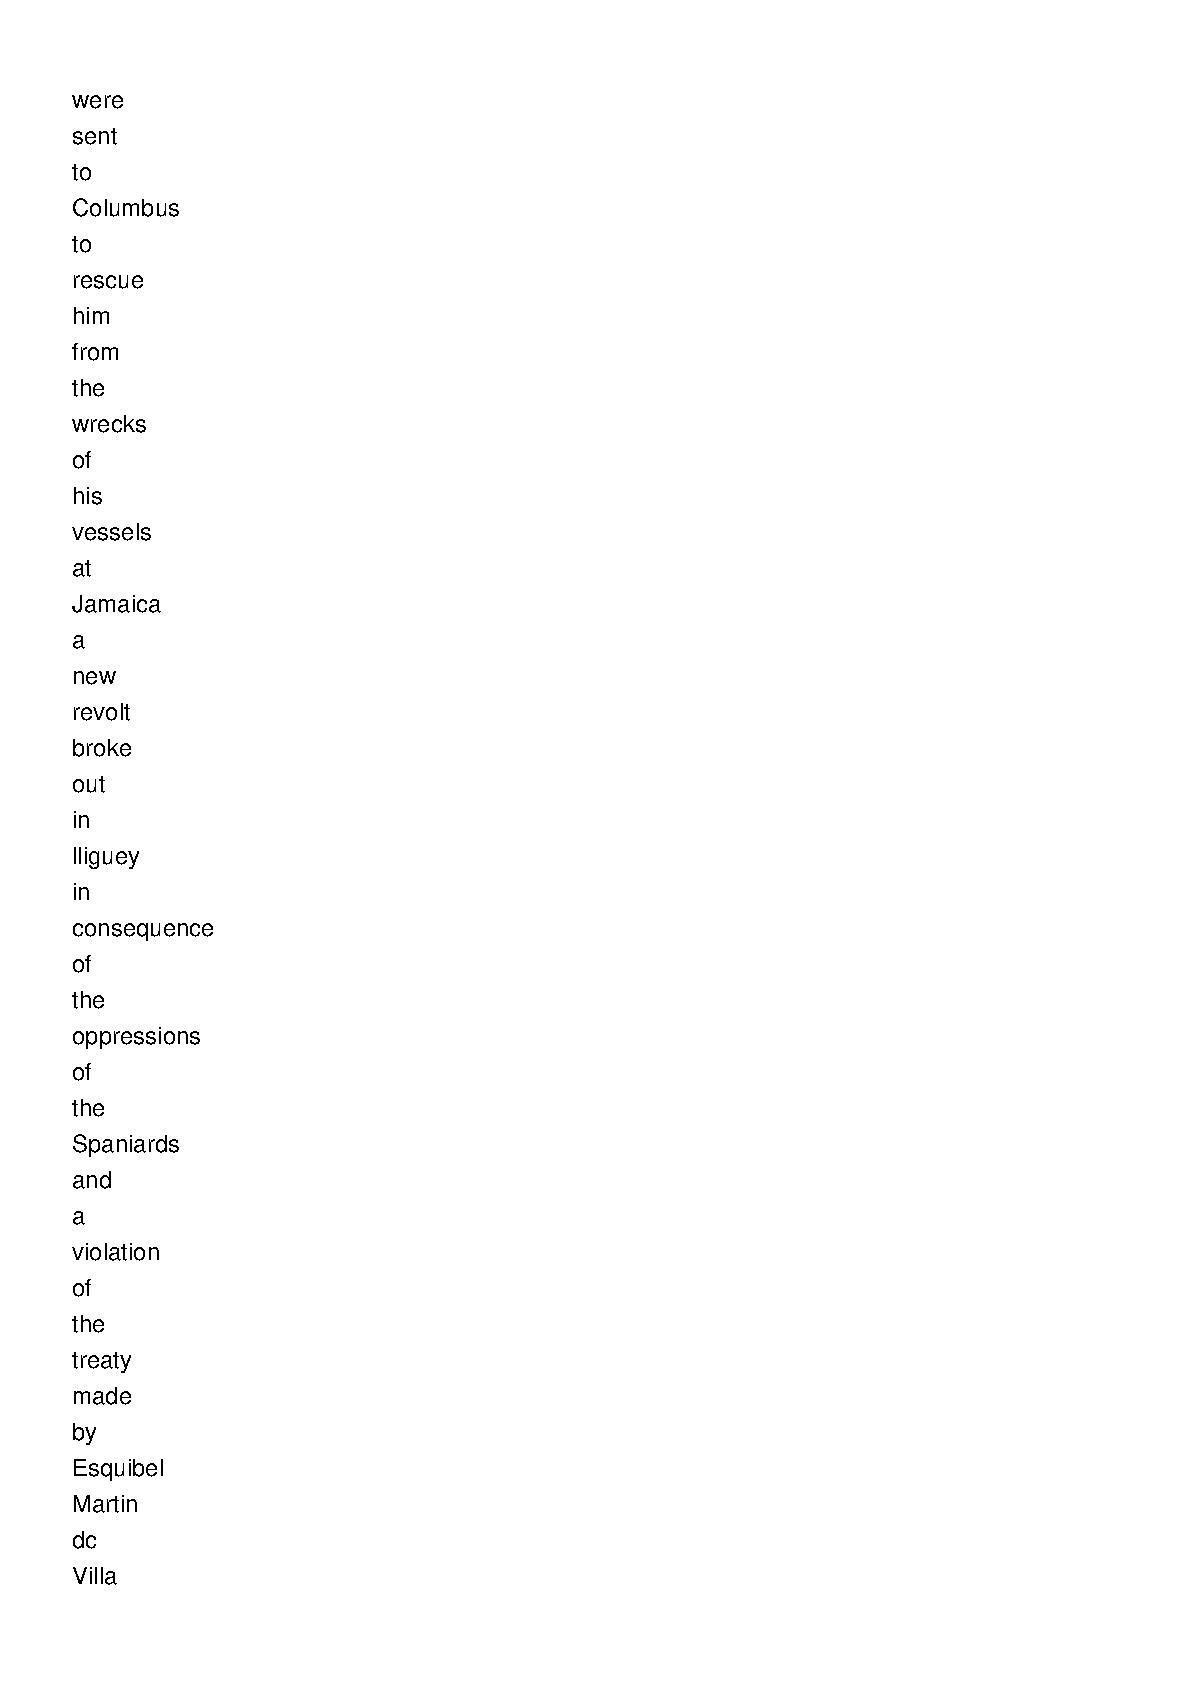 were
sent
to
Columbus
to
rescue
him
from
the
wrecks
of
his
vessels
at
Jamaica
a
new
revolt
broke
out
in
lliguey
in
consequence
of
the
oppressions
of
the
Spaniards
and
a
violation
of
the
treaty
made
by
Esquibel
Martin
dc
Villa